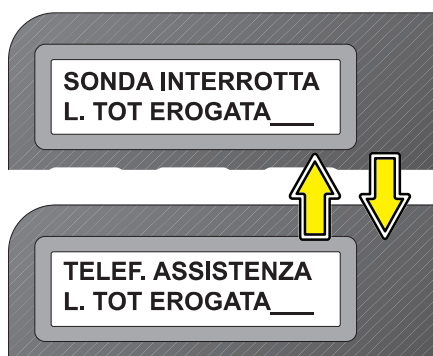 SONDA INTERROTTA
L. TOT EROGATA___
TELEF. ASSISTENZA
L. TOT EROGATA___